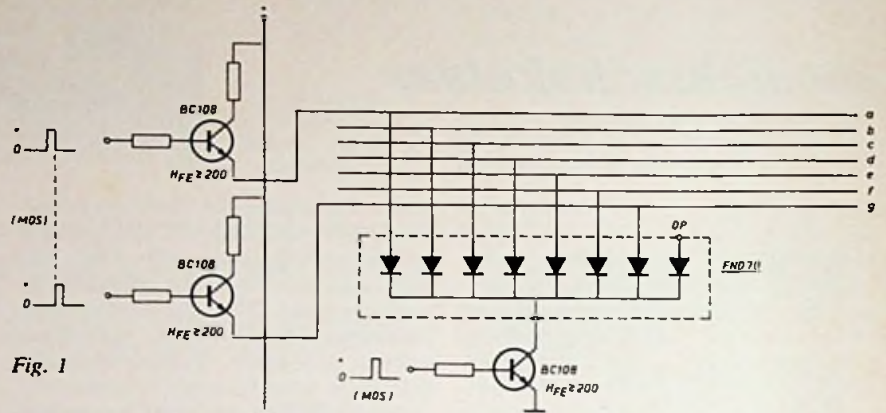 +
BC108
a
b
c
d
e
f
g
+
0
HFE ≥ 200
(MOS)
DP
BC108
FND70
+
0
HFE ≥ 200
+
0
BC108
(MOS)
HFE ≥ 200
Fig. 1